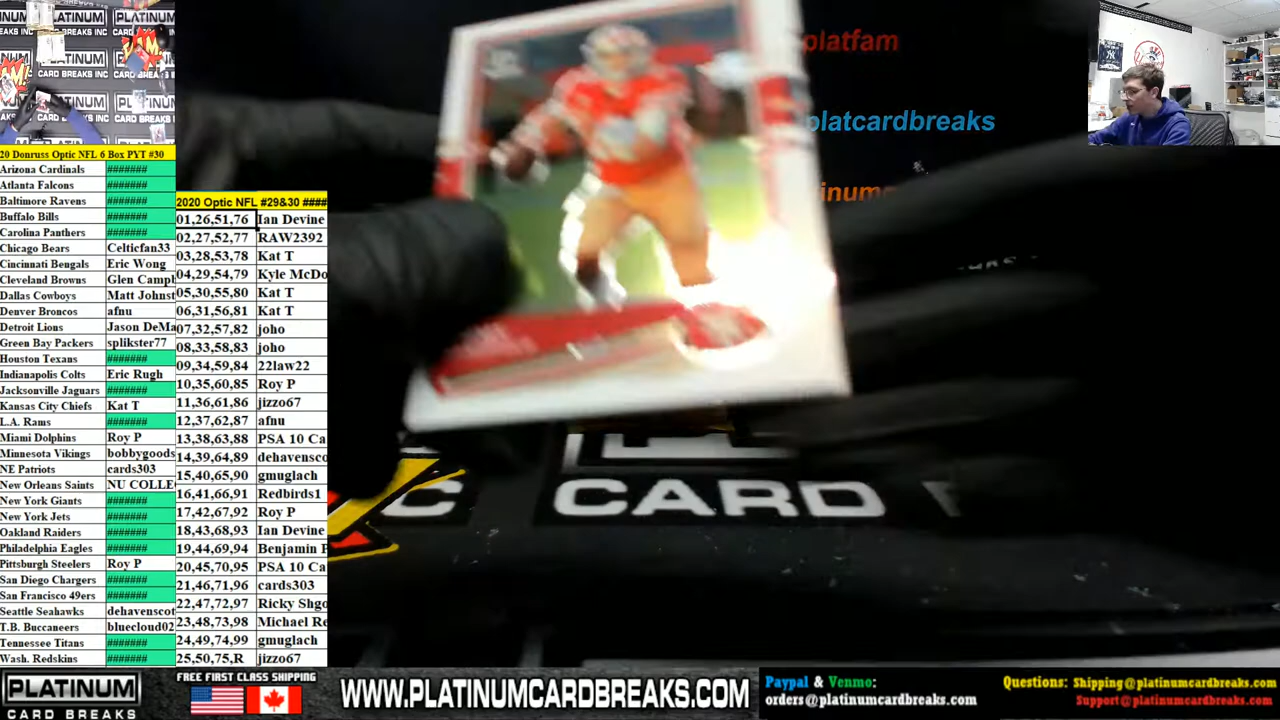 PLATINUM
CARD BREAKS INC
20 Donruss Optic NFL 6 Box PYT #30
Arizona Cardinals #######
Atlanta Falcons #######
Baltimore Ravens #######
Buffalo Bills #######
Carolina Panthers #######
Chicago Bears Celticfan33
Cincinnati Bengals Eric Wong
Cleveland Browns Glen Campl
Dallas Cowboys Matt Johnst
Denver Broncos afnu
Detroit Lions Jason DeMa
Green Bay Packers splikster77
Houston Texans #######
Indianapolis Colts Eric Rugh
Jacksonville Jaguars #######
Kansas City Chiefs Kat T
L.A. Rams #######
Miami Dolphins Roy P
Minnesota Vikings bobbygoods
NE Patriots cards303
New Orleans Saints NU COLLE
New York Giants #######
New York Jets #######
Oakland Raiders #######
Philadelphia Eagles #######
Pittsburgh Steelers Roy P
San Diego Chargers #######
San Francisco 49ers #######
Seattle Seahawks dehavenscot
T.B. Buccaneers bluecloud02
Tennessee Titans #######
Wash. Redskins #######
2020 Optic NFL #29&30 ####
01,26,51,76 Ian Devine
02,27,52,77 RAW2392
03,28,53,78 Kat T
04,29,54,79 Kyle McDo
05,30,55,80 Kat T
06,31,56,81 Kat T
07,32,57,82 joho
08,33,58,83 joho
09,34,59,84 22law22
10,35,60,85 Roy P
11,36,61,86 jizzo67
12,37,62,87 afnu
13,38,63,88 PSA 10 Ca
14,39,64,89 dehavensco
15,40,65,90 gmuglach
16,41,66,91 Redbirds1
17,42,67,92 Roy P
18,43,68,93 Ian Devine
19,44,69,94 Benjamin F
20,45,70,95 PSA 10 Ca
21,46,71,96 cards303
22,47,72,97 Ricky Shgo
23,48,73,98 Michael Re
24,49,74,99 gmuglach
25,50,75,R jizzo67
platfam
platcardbreaks
inum
C CARD
PLATINUM
CARD BREAKS
FREE FIRST CLASS SHIPPING
WWW.PLATINUMCARDBREAKS.COM
Paypal & Venmo:
orders@platinumcardbreaks.com
Questions: Shipping@platinumcardbreaks.com
Support@platinumcardbreaks.com